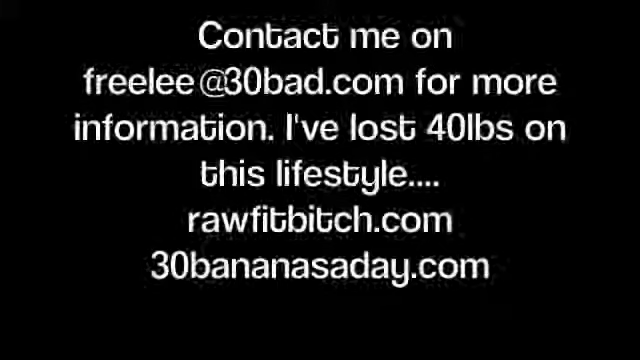 Contact me on
freelee@30bad.com for more
information. I've lost 40lbs on
this lifestyle....
rawfitbitch.com
30bananasaday.com